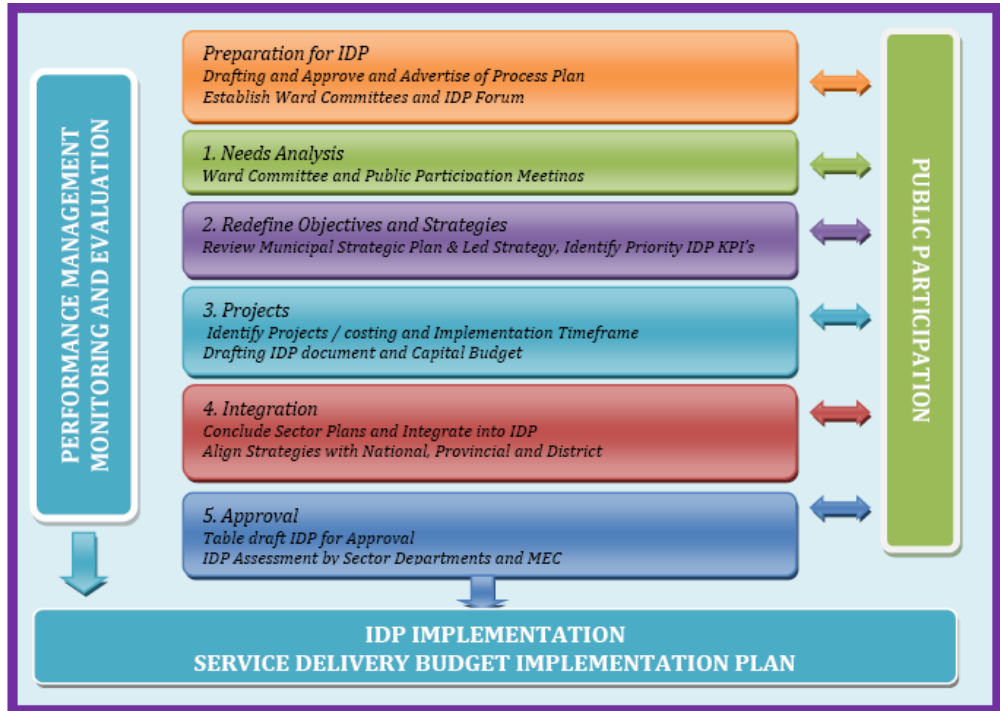 PERFORMANCE MANAGEMENT
MONITORING AND EVALUATION
Preparation for IDP
Drafting and Approve and Advertise of Process Plan
Establish Ward Committees and IDP Forum
1. Needs Analysis
Ward Committee and Public Participation Meetings
2. Redefine Objectives and Strategies
Review Municipal Strategic Plan & Led Strategy, Identify Priority IDP KPI's
3. Projects
Identify Projects / costing and Implementation Timeframe
Drafting IDP document and Capital Budget
4. Integration
Conclude Sector Plans and Integrate into IDP
Align Strategies with National, Provincial and District
5. Approval
Table draft IDP for Approval
IDP Assessment by Sector Departments and MEC
PUBLIC PARTICIPATION
IDP IMPLEMENTATION
SERVICE DELIVERY BUDGET IMPLEMENTATION PLAN